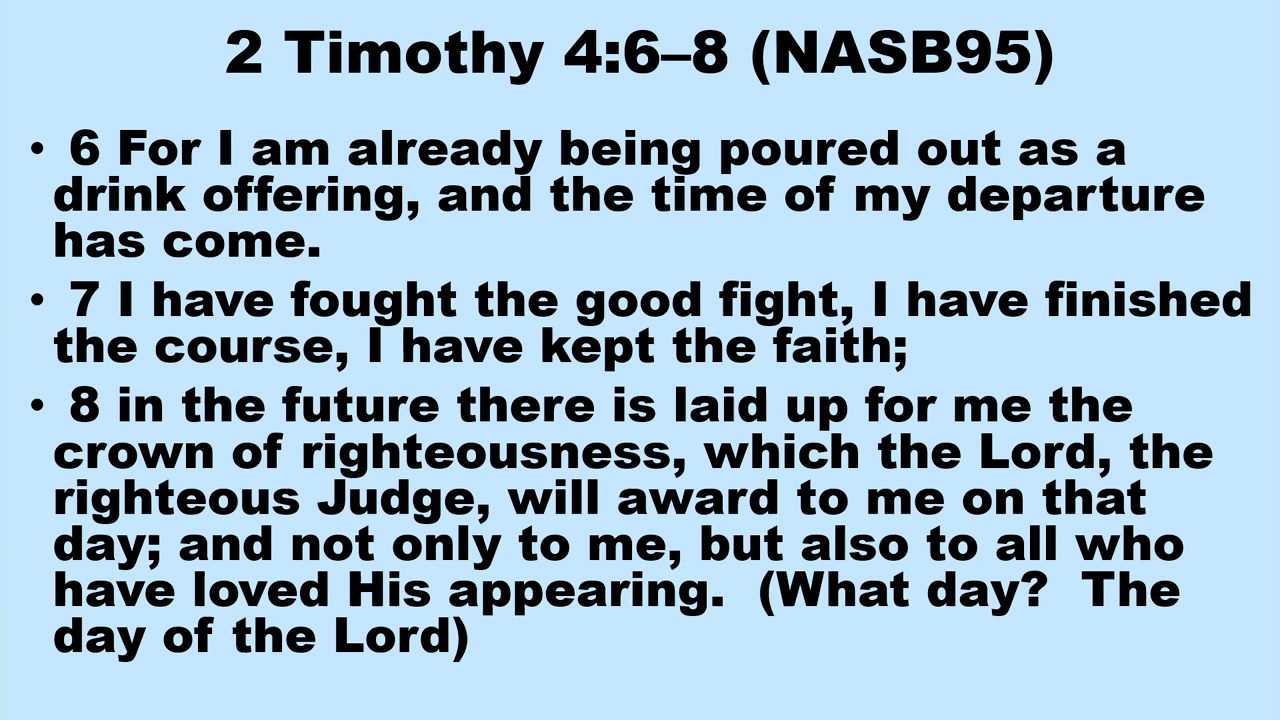 2 Timothy 4:6–8 (NASB95)
• 6 For I am already being poured out as a
drink offering, and the time of my departure
has come.
• 7 I have fought the good fight, I have finished
the course, I have kept the faith;
• 8 in the future there is laid up for me the
crown of righteousness, which the Lord, the
righteous Judge, will award to me on that
day; and not only to me, but also to all who
have loved His appearing.  (What day?  The
day of the Lord)